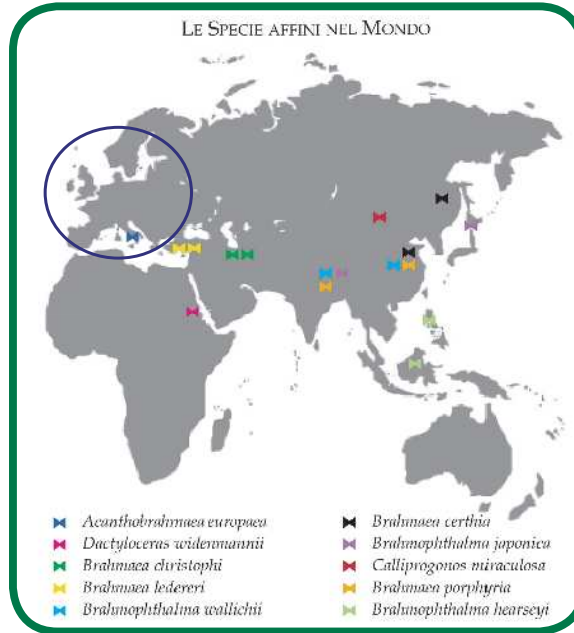 LE SPECIE AFFINI NEL MONDO
Acanthobrahmaea europaea
Dactyloceras widenmannii
Brahmaea christophi
Brahmaea ledereri
Brahmophthalma wallichii
Brahmaea certhia
Brahmophthalma japonica
Calliprogonos miraculosa
Brahmaea porphyria
Brahmophthalma hearseyi